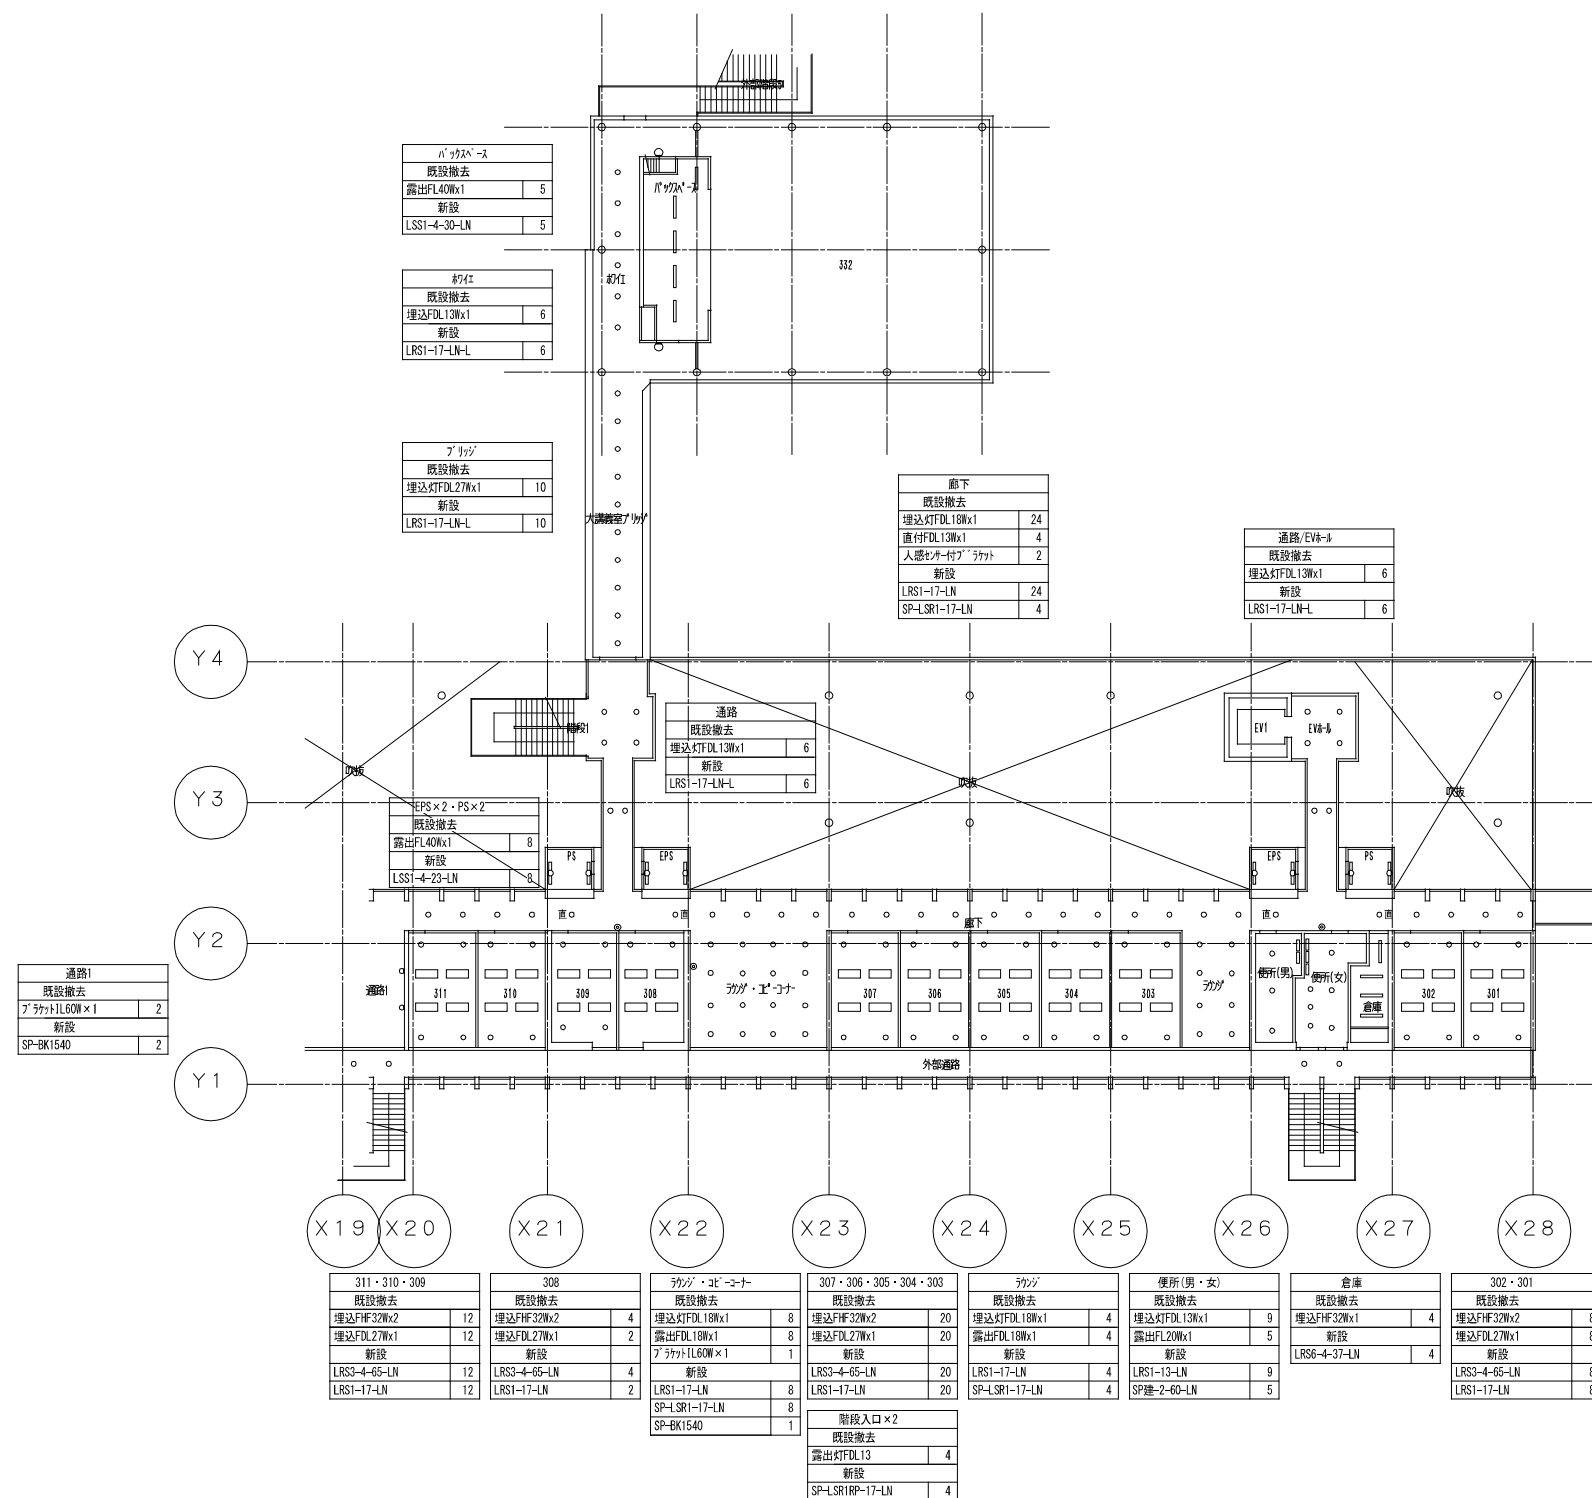 外部階段
バックスペース
既設撤去
露出FL40Wx1 5
新設
LSS1-4-30-LN 5
バックスペース
ホワイエ
既設撤去
埋込FDL13Wx1 6
新設
LRS1-17-LN-L 6
ホワイエ
332
ブリッジ
既設撤去
埋込灯FDL27Wx1 10
新設
LRS1-17-LN-L 10
大講義室ブリッジ
廊下
既設撤去
埋込灯FDL18Wx1 24
直付FDL13Wx1 4
人感センサー付ブラケット 2
新設
LRS1-17-LN 24
SP-LSR1-17-LN 4
通路/EVホール
既設撤去
埋込灯FDL13Wx1 6
新設
LRS1-17-LN-L 6
Y4
階段1
通路
既設撤去
埋込灯FDL13Wx1 6
新設
LRS1-17-LN-L 6
EV1
EVホール
吹抜
吹抜
吹抜
Y3
EPS×2・PS×2
既設撤去
露出FL40Wx1 8
新設
LSS1-4-23-LN 8
PS
EPS
EPS
PS
直
直
直
直
廊下
Y2
通路1
既設撤去
ブラケットIL60W×1 2
新設
SP-BK1540 2
通路1
311
310
309
308
ラウンジ・コピーコーナー
307
306
305
304
303
ラウンジ
便所(男)
便所(女)
倉庫
302
301
外部通路
Y1
X19
X20
X21
X22
X23
X24
X25
X26
X27
X28
311・310・309
既設撤去
埋込FHF32Wx2 12
埋込FDL27Wx1 12
新設
LRS3-4-65-LN 12
LRS1-17-LN 12
308
既設撤去
埋込FHF32Wx2 4
埋込FDL27Wx1 2
新設
LRS3-4-65-LN 4
LRS1-17-LN 2
ラウンジ・コピーコーナー
既設撤去
埋込灯FDL18Wx1 8
露出FDL18Wx1 8
ブラケットIL60W×1 1
新設
LRS1-17-LN 8
SP-LSR1-17-LN 8
SP-BK1540 1
307・306・305・304・303
既設撤去
埋込FHF32Wx2 20
埋込FDL27Wx1 20
新設
LRS3-4-65-LN 20
LRS1-17-LN 20
ラウンジ
既設撤去
埋込灯FDL18Wx1 4
露出FDL18Wx1 4
新設
LRS1-17-LN 4
SP-LSR1-17-LN 4
便所(男・女)
既設撤去
埋込灯FDL13Wx1 9
露出FL20Wx1 5
新設
LRS1-13-LN 9
SP建-2-60-LN 5
倉庫
既設撤去
埋込FHF32Wx1 4
新設
LRS6-4-37-LN 4
302・301
既設撤去
埋込FHF32Wx2 8
埋込FDL27Wx1 8
新設
LRS3-4-65-LN 8
LRS1-17-LN 8
階段入口×2
既設撤去
露出灯FDL13 4
新設
SP-LSR1RP-17-LN 4